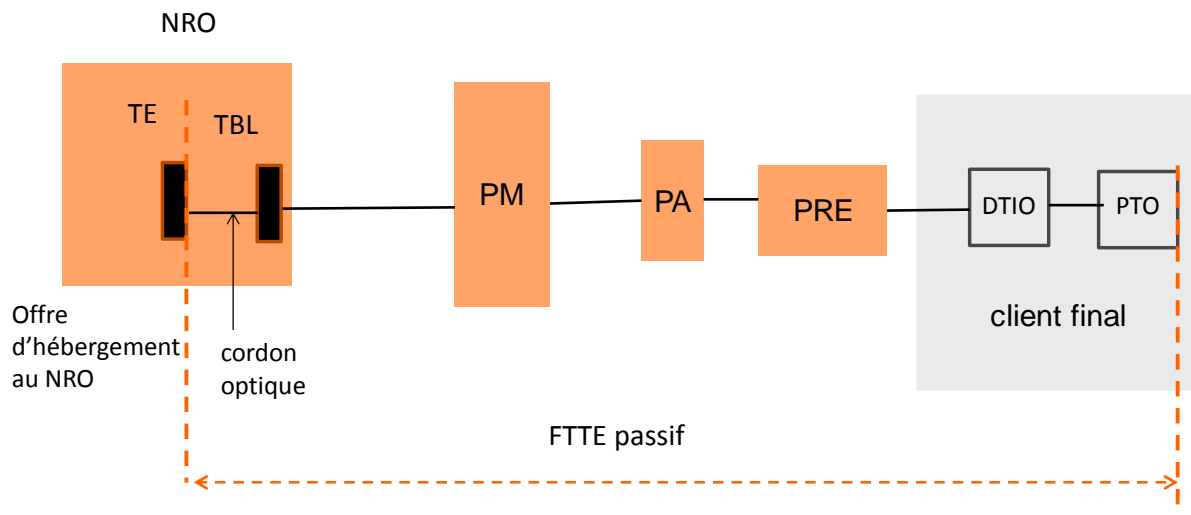 NRO
TE
TBL
PM
PA
PRE
DTIO
PTO
client final
Offre
d’hébergement
au NRO
cordon
optique
FTTE passif